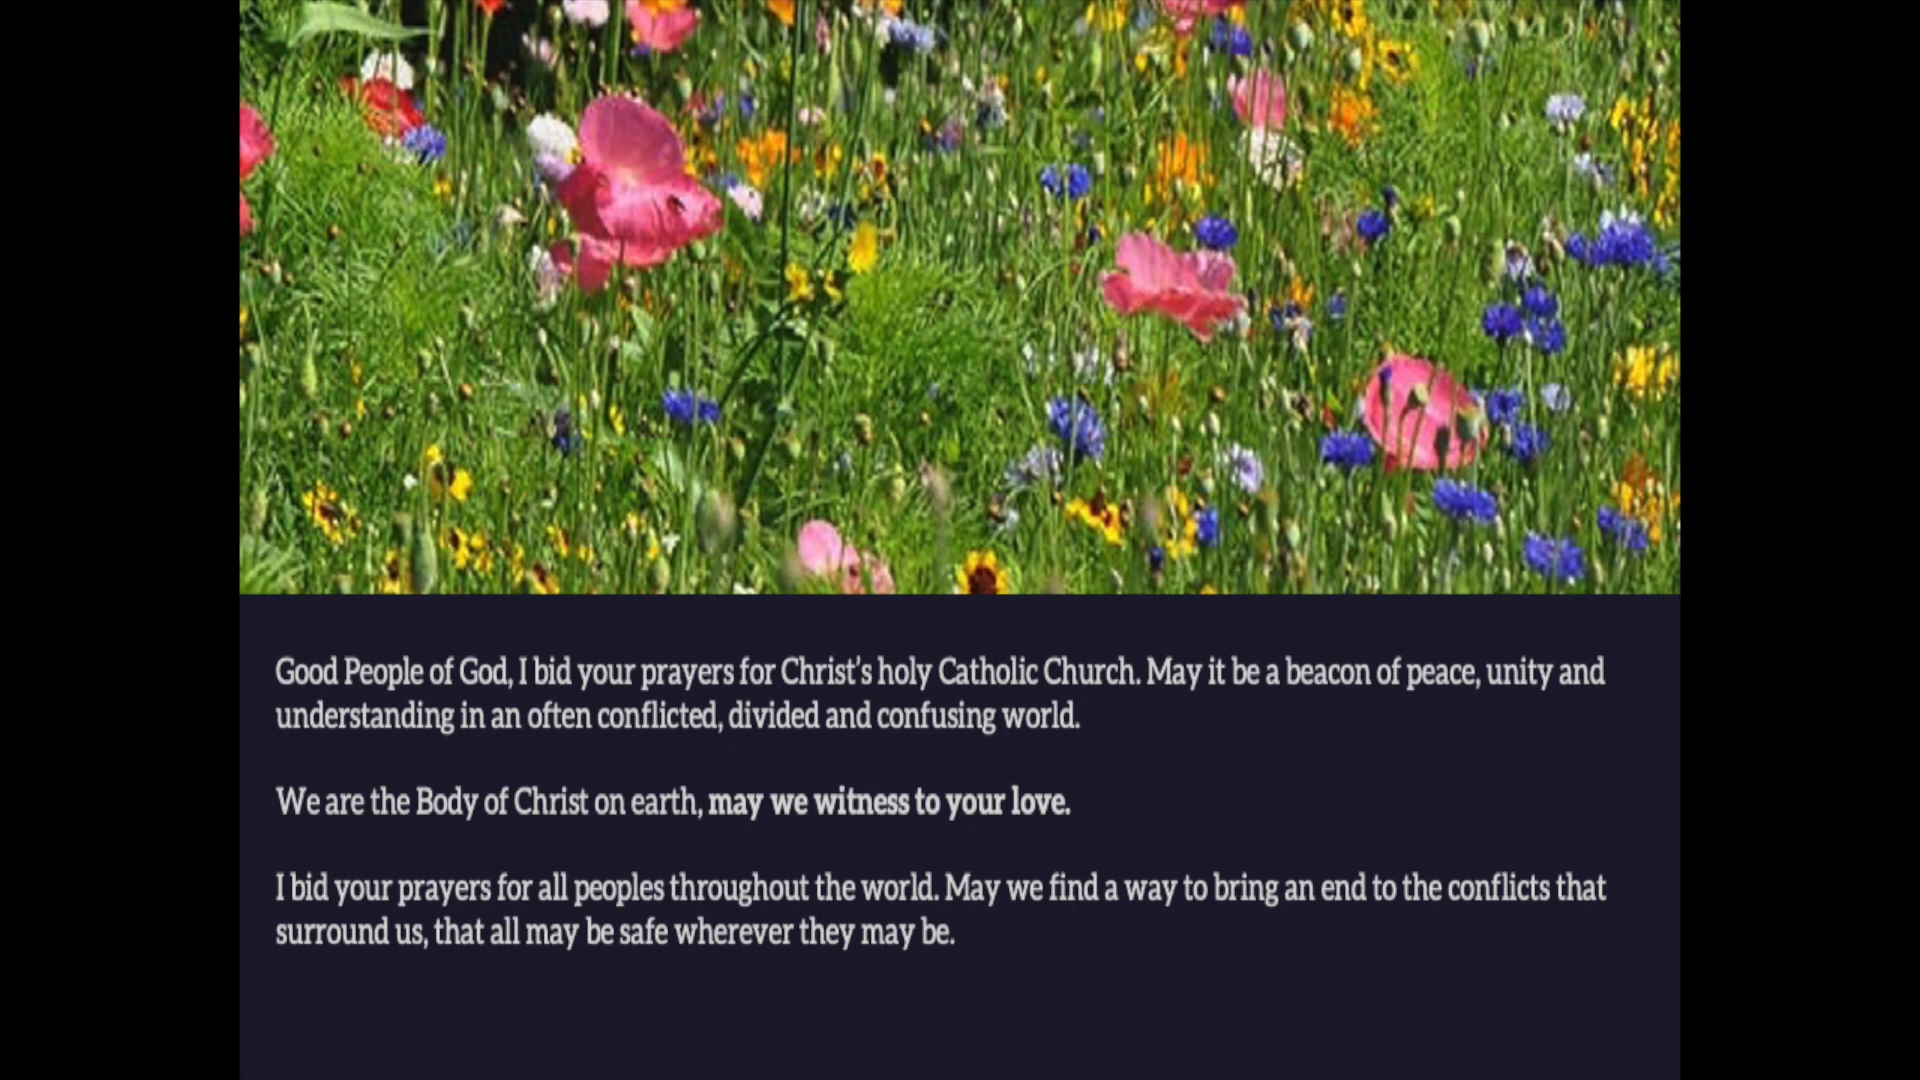 Good People of God, I bid your prayers for Christ’s holy Catholic Church. May it be a beacon of peace, unity and
understanding in an often conflicted, divided and confusing world.
We are the Body of Christ on earth, may we witness to your love.
I bid your prayers for all peoples throughout the world. May we find a way to bring an end to the conflicts that
surround us, that all may be safe wherever they may be.